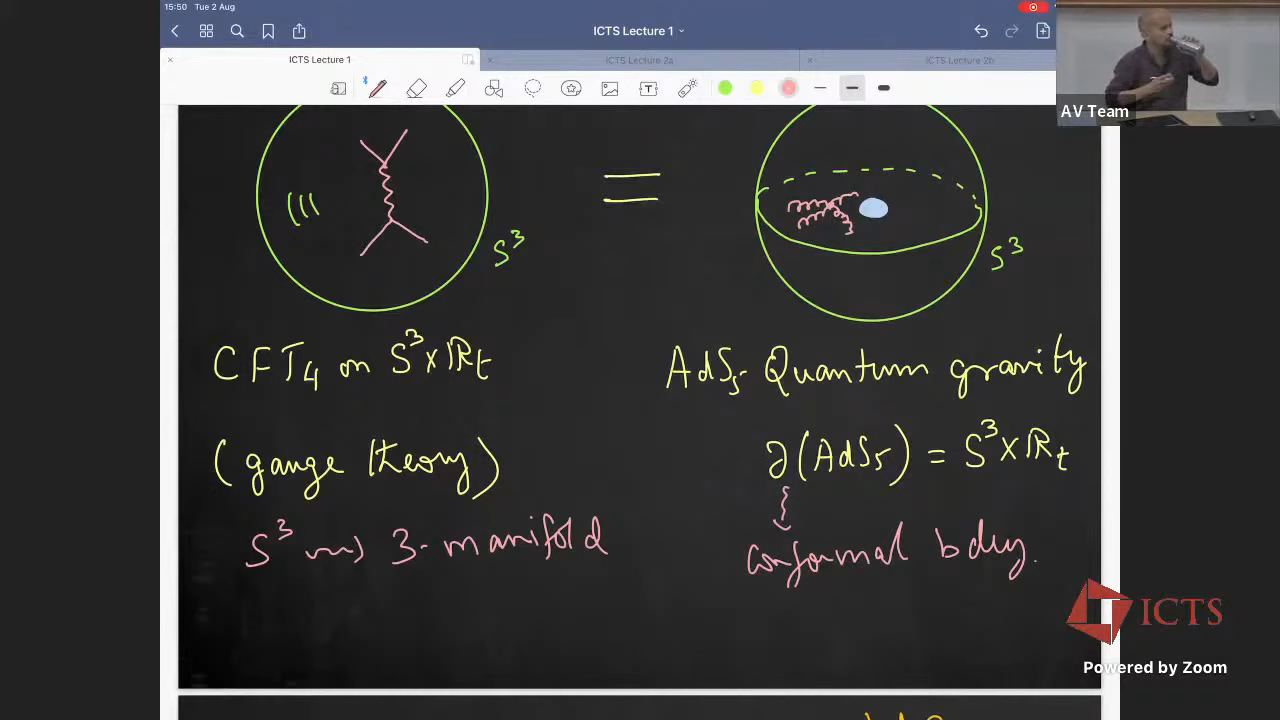 15:50 Tue 2 Aug
ICTS Lecture 1
ICTS Lecture 1
ICTS Lecture 2a
ICTS Lecture 2b
AV Team
=
S³
S³
CFT₄ on S³×ℝₜ
AdS₅ Quantum gravity
(gauge theory)
∂(AdS₅) = S³×ℝₜ
S³ ⇝ 3-manifold
conformal bdry.
ICTS
Powered by Zoom